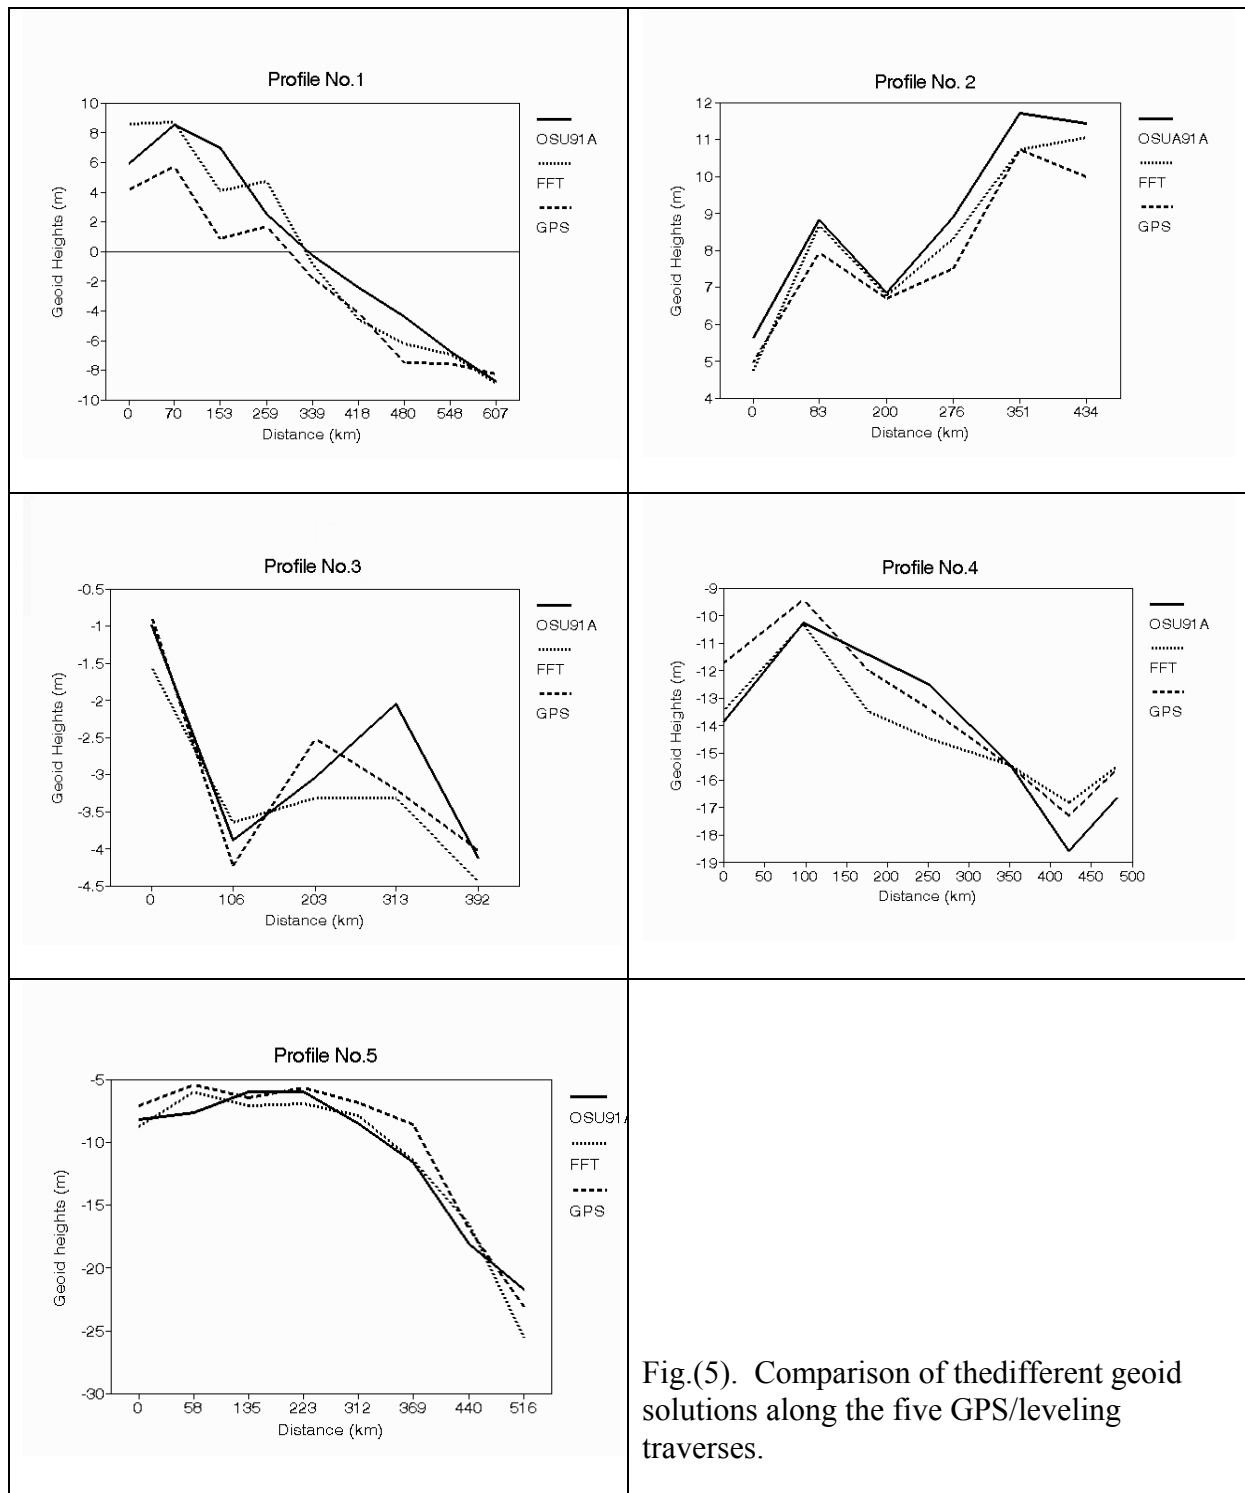 Profile No.1
10
8
6
4
2
0
-2
-4
-6
-8
-10
Geoid Heights (m)
0 70 153 259 339 418 480 548 607
Distance (km)
OSU91A
FFT
GPS
Profile No. 2
12
11
10
9
8
7
6
5
4
Geoid Heights (m)
0 83 200 276 351 434
Distance (km)
OSUA91A
FFT
GPS
Profile No.3
-0.5
-1
-1.5
-2
-2.5
-3
-3.5
-4
-4.5
Geoid Heights (m)
0 106 203 313 392
Distance (km)
OSU91A
FFT
GPS
Profile No.4
-9
-10
-11
-12
-13
-14
-15
-16
-17
-18
-19
Geoid Heights (m)
0 50 100 150 200 250 300 350 400 450 500
Distance (km)
OSU91A
FFT
GPS
Profile No.5
-5
-10
-15
-20
-25
-30
Geoid heights (m)
0 58 135 223 312 369 440 516
Distance (km)
OSU91A
FFT
GPS
Fig.(5). Comparison of thedifferent geoid
solutions along the five GPS/leveling
traverses.